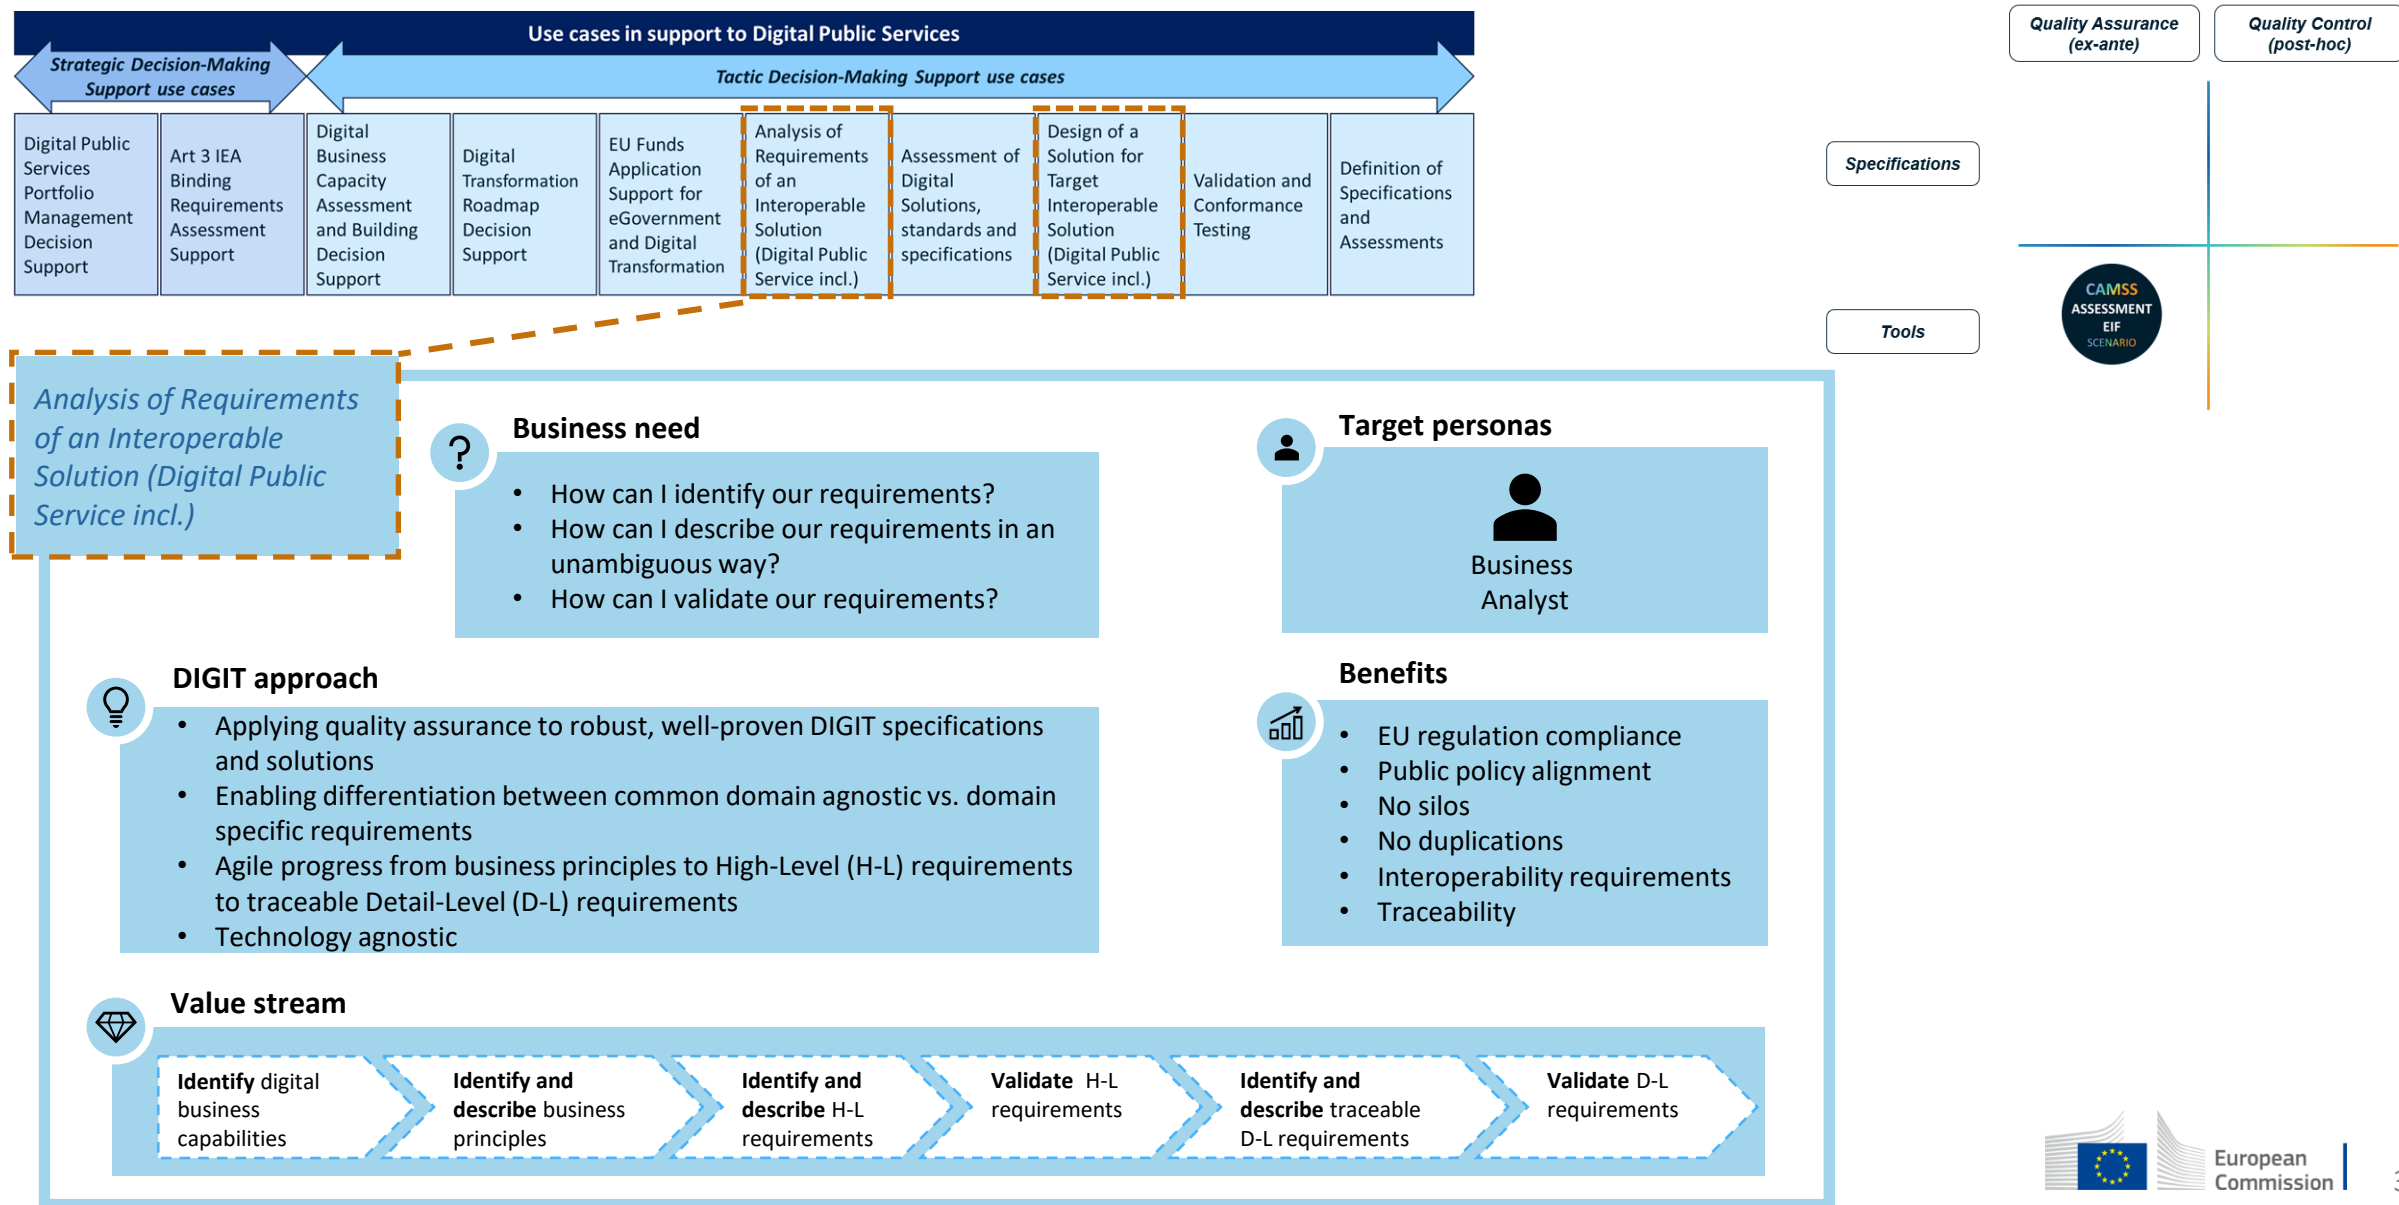 Use cases in support to Digital Public Services
Strategic Decision-Making
Support use cases
Tactic Decision-Making Support use cases
Digital Public
Services
Portfolio
Management
Decision
Support
Art 3 IEA
Binding
Requirements
Assessment
Support
Digital
Business
Capacity
Assessment
and Building
Decision
Support
Digital
Transformation
Roadmap
Decision
Support
EU Funds
Application
Support for
eGovernment
and Digital
Transformation
Analysis of
Requirements
of an
Interoperable
Solution
(Digital Public
Service incl.)
Assessment of
Digital
Solutions,
standards and
specifications
Design of a
Solution for
Target
Interoperable
Solution
(Digital Public
Service incl.)
Validation and
Conformance
Testing
Definition of
Specifications
and
Assessments
Quality Assurance
(ex-ante)
Quality Control
(post-hoc)
Specifications
Tools
CAMSS
ASSESSMENT
EIF
SCENARIO
Analysis of Requirements
of an Interoperable
Solution (Digital Public
Service incl.)
?
Business need
• How can I identify our requirements?
• How can I describe our requirements in an
unambiguous way?
• How can I validate our requirements?
Target personas
Business
Analyst
DIGIT approach
• Applying quality assurance to robust, well-proven DIGIT specifications
and solutions
• Enabling differentiation between common domain agnostic vs. domain
specific requirements
• Agile progress from business principles to High-Level (H-L) requirements
to traceable Detail-Level (D-L) requirements
• Technology agnostic
Benefits
• EU regulation compliance
• Public policy alignment
• No silos
• No duplications
• Interoperability requirements
• Traceability
Value stream
Identify digital
business
capabilities
Identify and
describe business
principles
Identify and
describe H-L
requirements
Validate H-L
requirements
Identify and
describe traceable
D-L requirements
Validate D-L
requirements
European
Commission